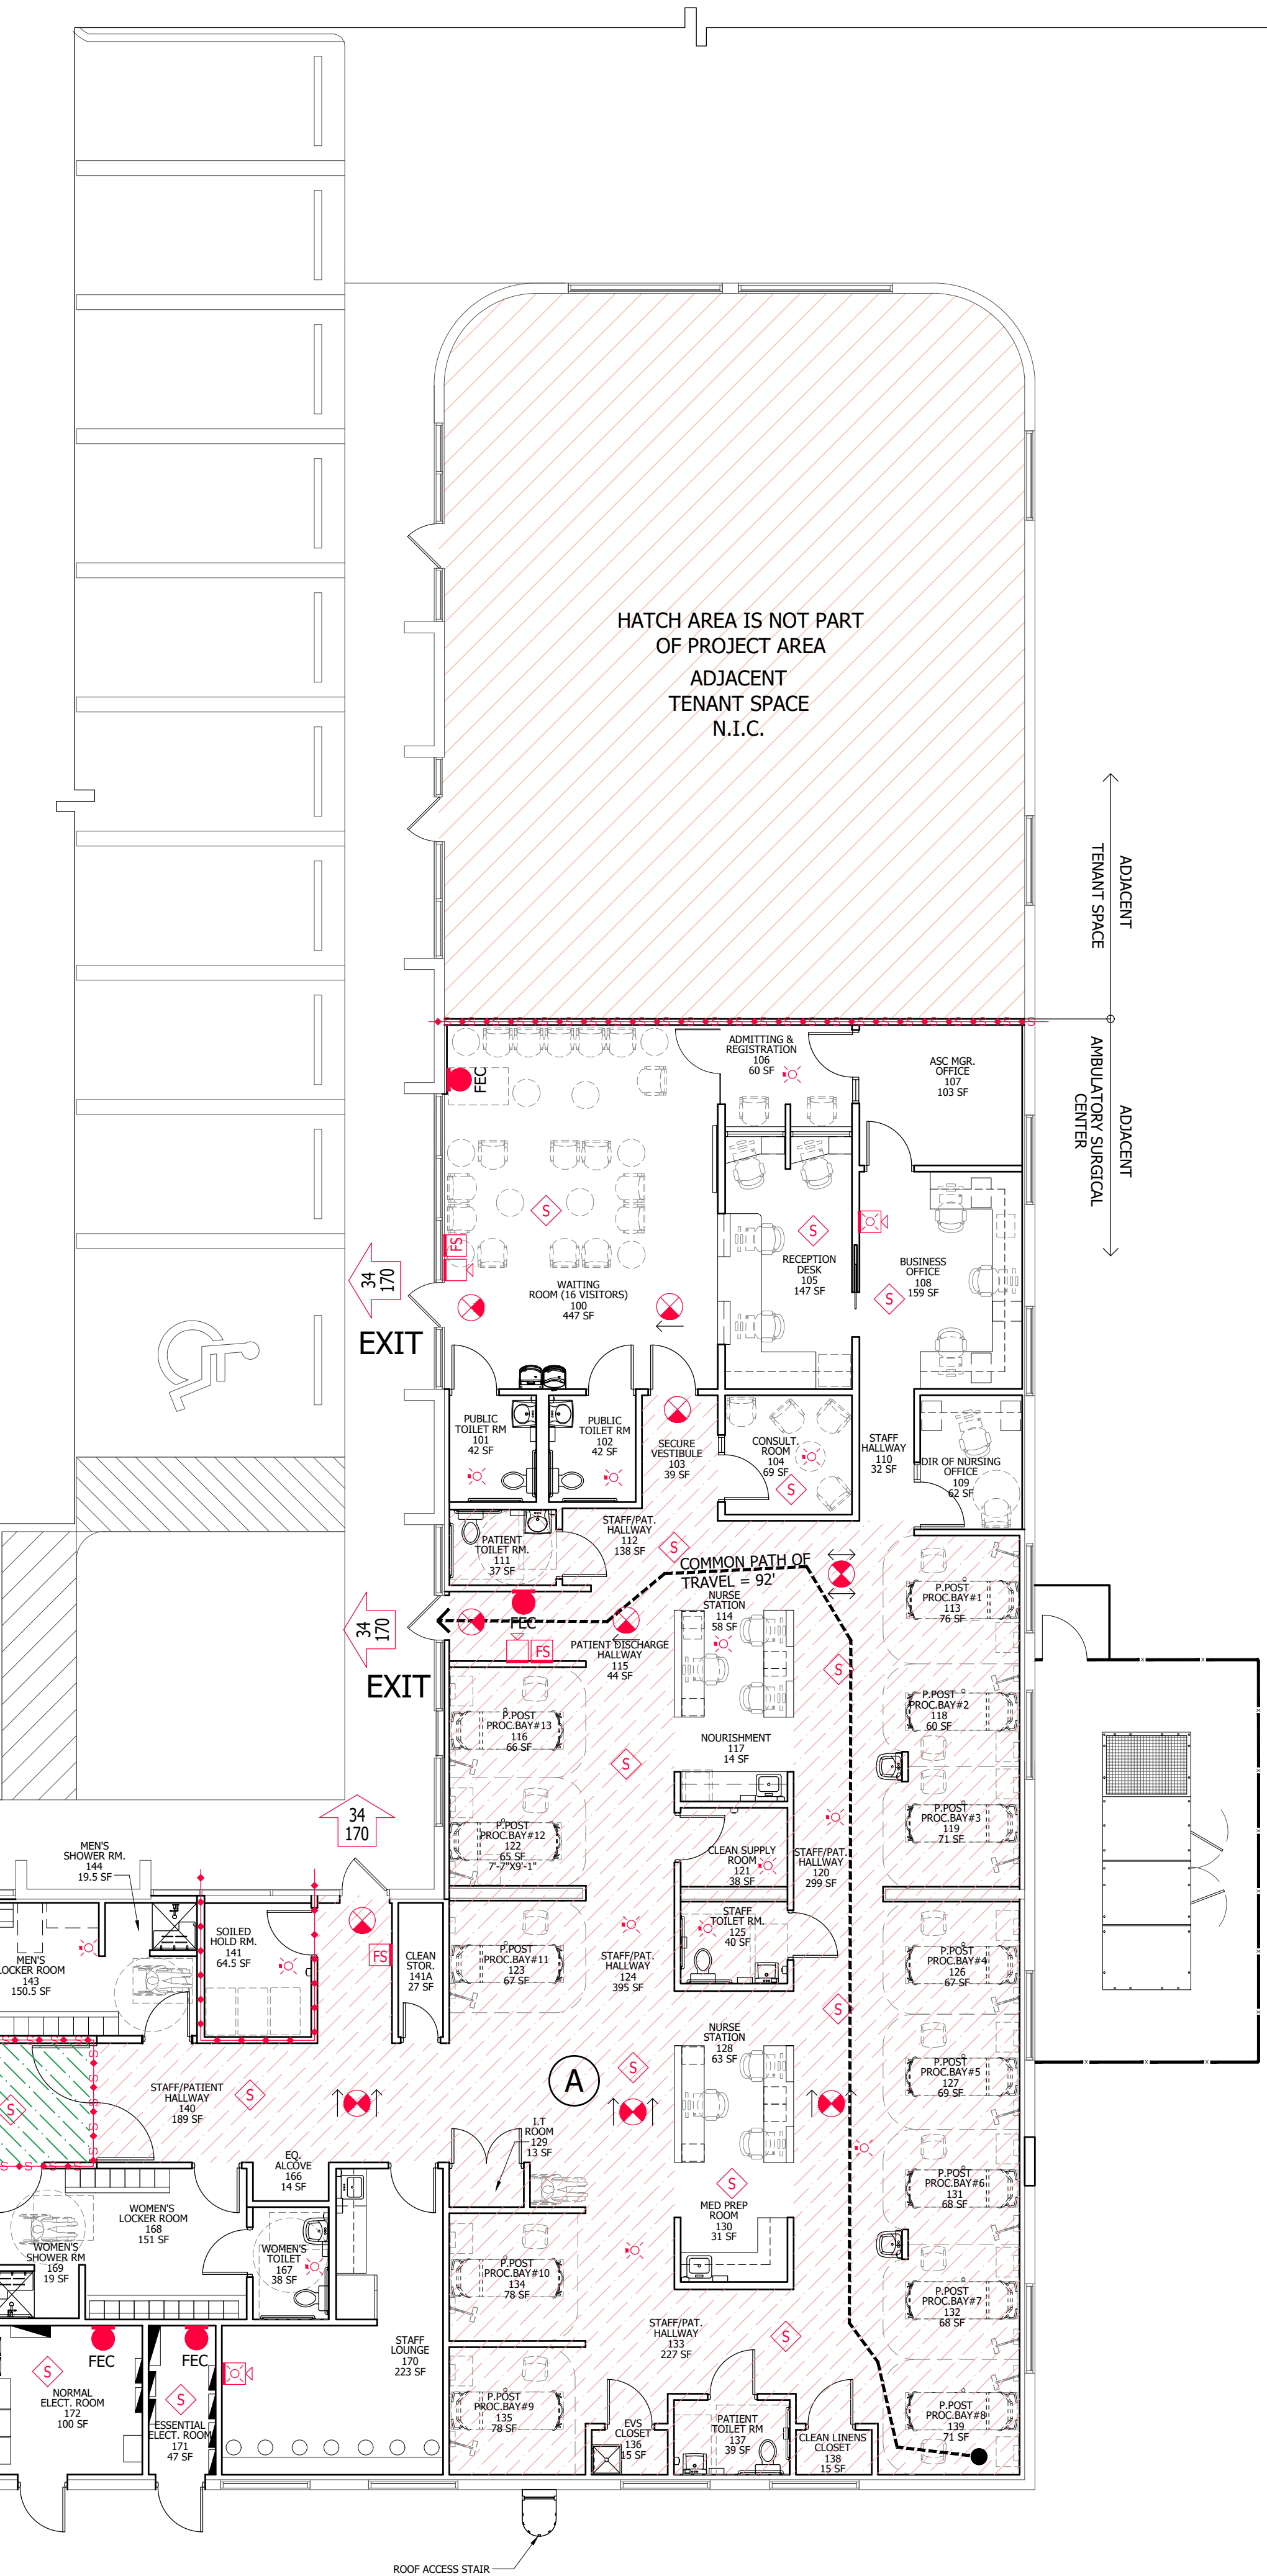 HATCH AREA IS NOT PART
OF PROJECT AREA
ADJACENT
TENANT SPACE
N.I.C.
ADJACENT
TENANT SPACE
ADJACENT
AMBULATORY SURGICAL
CENTER
ADMITTING &
REGISTRATION
106
60 SF
ASC MGR.
OFFICE
107
103 SF
FEC
S
FS
S
RECEPTION
DESK
105
147 SF
BUSINESS
OFFICE
108
159 SF
S
WAITING
ROOM (16 VISITORS)
100
447 SF
34
170
EXIT
PUBLIC
TOILET RM
101
42 SF
PUBLIC
TOILET RM
102
42 SF
SECURE
VESTIBULE
103
39 SF
CONSULT.
ROOM
104
69 SF
S
STAFF
HALLWAY
110
32 SF
DIR OF NURSING
OFFICE
109
62 SF
PATIENT
TOILET RM.
111
37 SF
STAFF/PAT.
HALLWAY
112
138 SF
S
COMMON PATH OF
TRAVEL = 92'
NURSE
STATION
114
58 SF
P.POST
PROC.BAY#1
113
76 SF
34
170
EXIT
FEC
FS
PATIENT DISCHARGE
HALLWAY
115
44 SF
S
P.POST
PROC.BAY#13
116
66 SF
P.POST
PROC.BAY#2
118
60 SF
NOURISHMENT
117
14 SF
S
P.POST
PROC.BAY#12
122
65 SF
7'-7"X9'-1"
P.POST
PROC.BAY#3
119
71 SF
CLEAN SUPPLY
ROOM
121
38 SF
STAFF/PAT.
HALLWAY
120
299 SF
34
170
MEN'S
SHOWER RM.
144
19.5 SF
MEN'S
LOCKER ROOM
143
150.5 SF
SOILED
HOLD RM.
141
64.5 SF
FS
CLEAN
STOR.
141A
27 SF
P.POST
PROC.BAY#11
123
67 SF
STAFF/PAT.
HALLWAY
124
395 SF
STAFF
TOILET RM.
125
40 SF
P.POST
PROC.BAY#4
126
67 SF
S
NURSE
STATION
128
63 SF
P.POST
PROC.BAY#5
127
69 SF
S
A
S
STAFF/PATIENT
HALLWAY
140
189 SF
S
I.T
ROOM
129
13 SF
EQ.
ALCOVE
166
14 SF
S
MED PREP
ROOM
130
31 SF
P.POST
PROC.BAY#6
131
68 SF
WOMEN'S
LOCKER ROOM
168
151 SF
WOMEN'S
SHOWER RM
169
19 SF
WOMEN'S
TOILET
167
38 SF
P.POST
PROC.BAY#10
134
78 SF
P.POST
PROC.BAY#7
132
68 SF
STAFF/PAT.
HALLWAY
133
227 SF
S
FEC
FEC
S
NORMAL
ELECT. ROOM
172
100 SF
S
ESSENTIAL
ELECT. ROOM
171
47 SF
STAFF
LOUNGE
170
223 SF
P.POST
PROC.BAY#9
135
78 SF
EVS
CLOSET
136
15 SF
PATIENT
TOILET RM
137
39 SF
CLEAN LINENS
CLOSET
138
15 SF
P.POST
PROC.BAY#8
139
71 SF
ROOF ACCESS STAIR